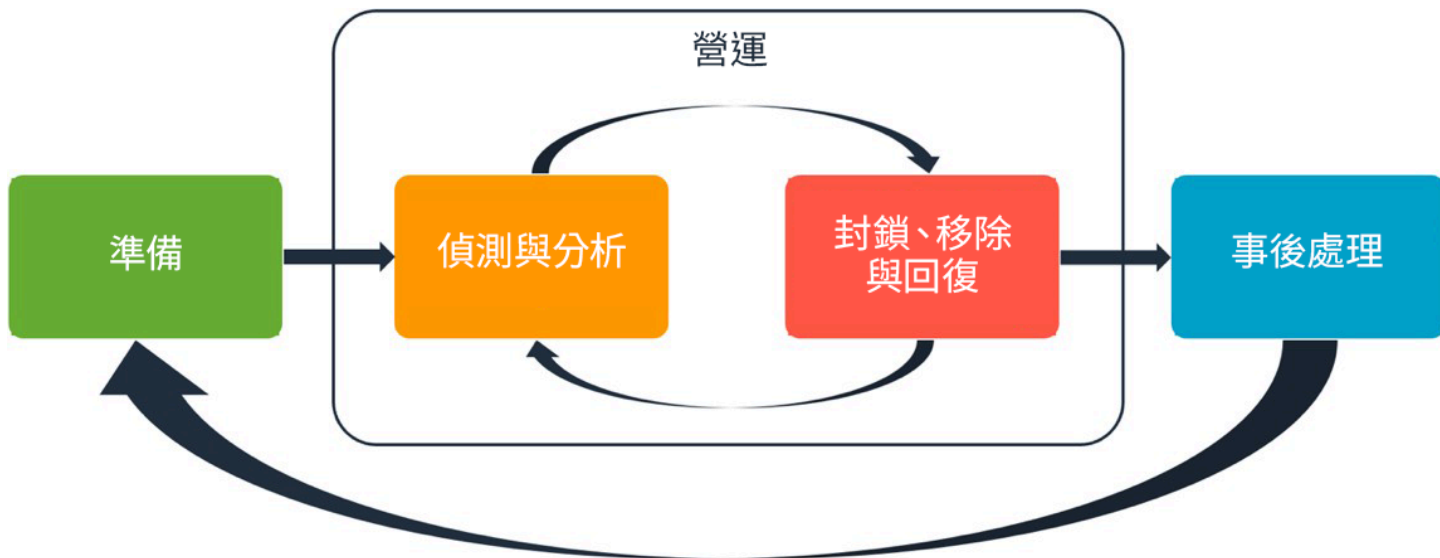 營運
準備
偵測與分析
封鎖、移除
與回復
事後處理